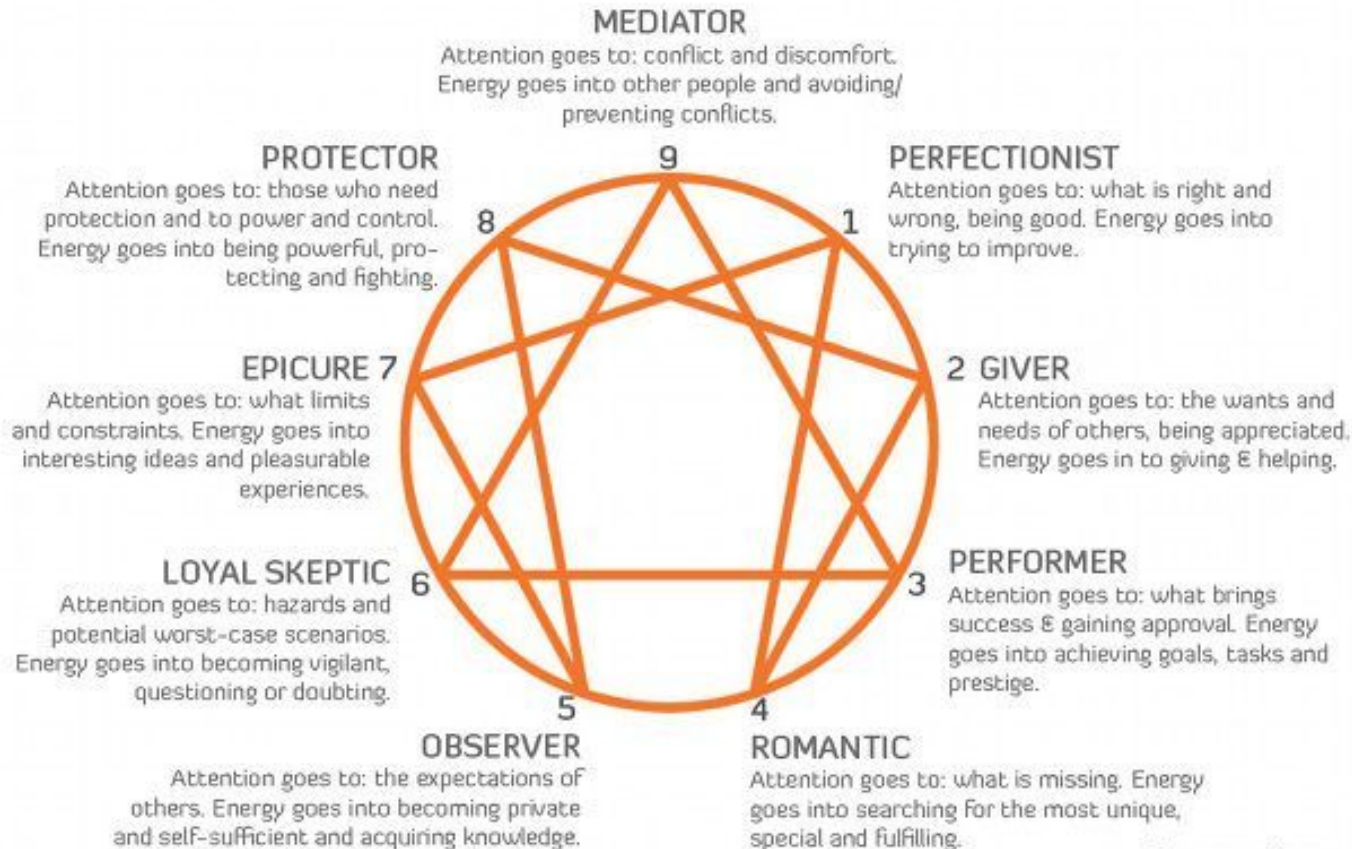 MEDIATOR
Attention goes to: conflict and discomfort.
Energy goes into other people and avoiding/
preventing conflicts.
9
PROTECTOR
Attention goes to: those who need
protection and to power and control.
Energy goes into being powerful, pro-
tecting and fighting.
8
PERFECTIONIST
Attention goes to: what is right and
wrong, being good. Energy goes into
trying to improve.
1
EPICURE 7
Attention goes to: what limits
and constraints. Energy goes into
interesting ideas and pleasurable
experiences.
2 GIVER
Attention goes to: the wants and
needs of others, being appreciated.
Energy goes in to giving & helping.
LOYAL SKEPTIC
6
Attention goes to: hazards and
potential worst-case scenarios.
Energy goes into becoming vigilant,
questioning or doubting.
PERFORMER
3
Attention goes to: what brings
success & gaining approval. Energy
goes into achieving goals, tasks and
prestige.
5
OBSERVER
Attention goes to: the expectations of
others. Energy goes into becoming private
and self-sufficient and acquiring knowledge.
4
ROMANTIC
Attention goes to: what is missing. Energy
goes into searching for the most unique,
special and fulfilling.